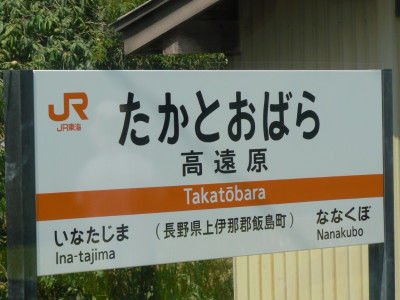 JR
JR東海
たかとおばら
高遠原
Takatōbara
いなたじま
Ina-tajima
(長野県上伊那郡飯島町)
ななくぼ
Nanakubo